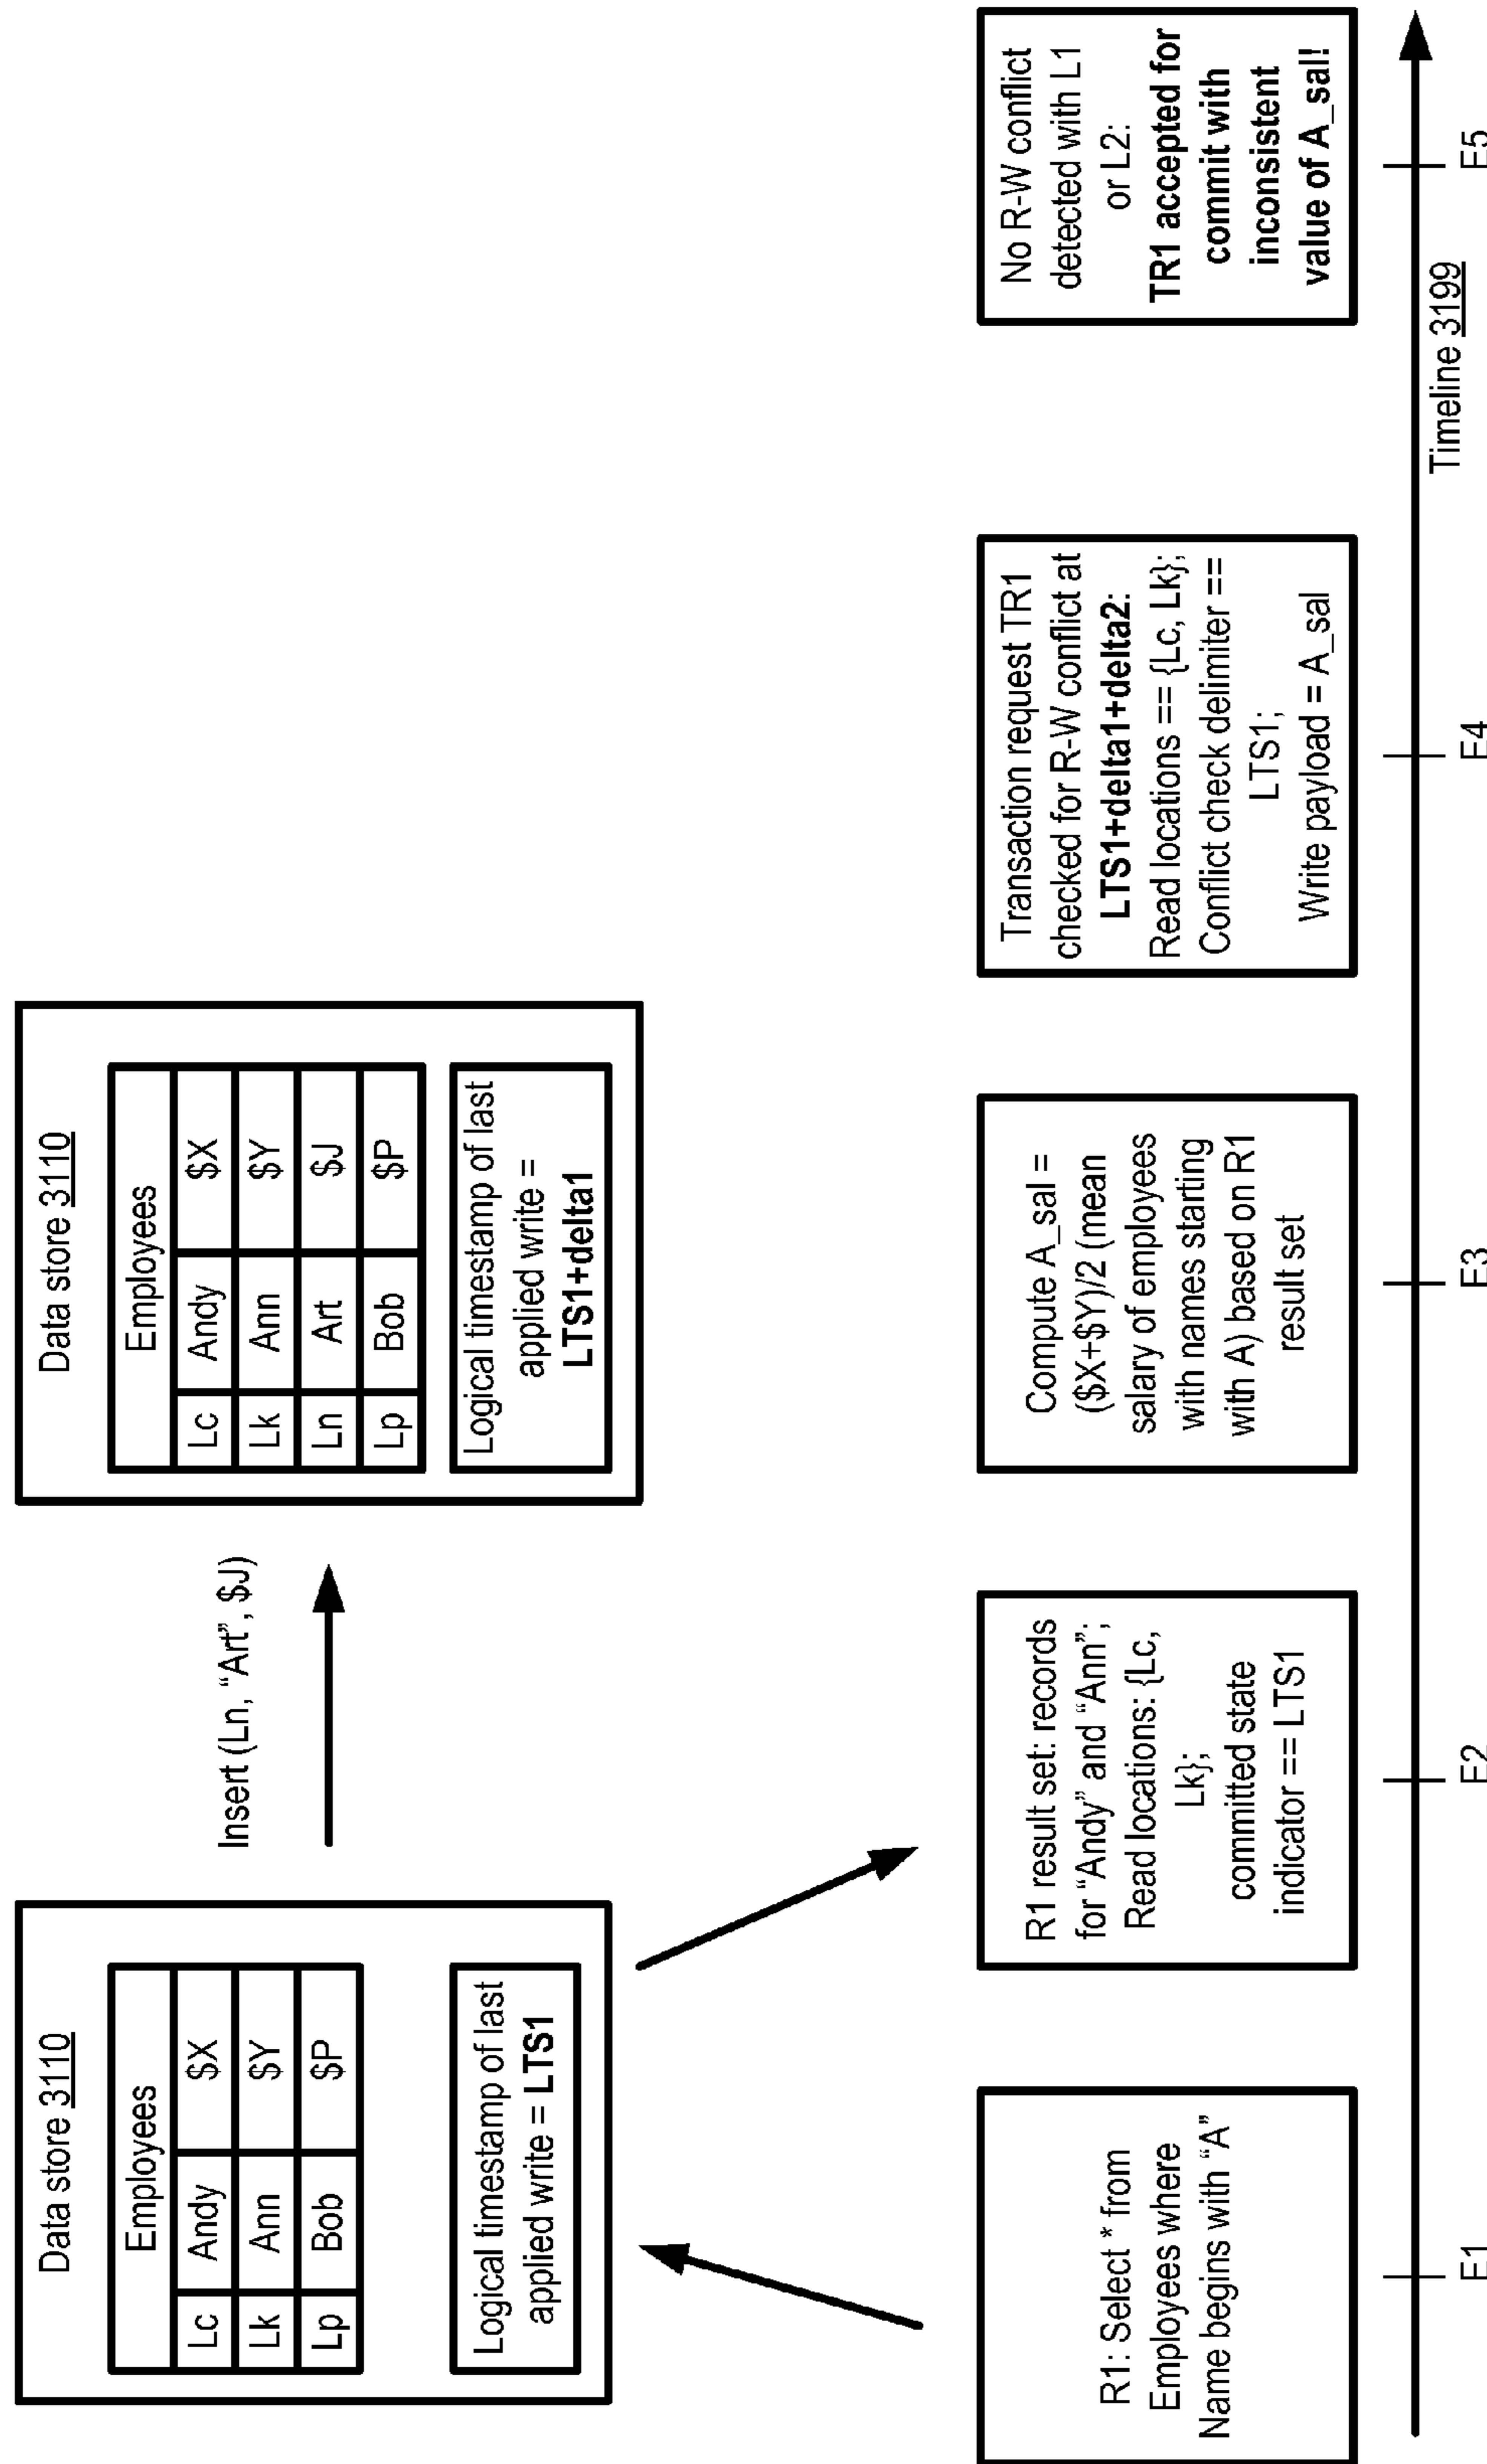 Data store 3110
Employees
Lc Andy $X
Lk Ann $Y
Lp Bob $P
Logical timestamp of last
applied write = LTS1
Insert (Ln, “Art”, $J)
Data store 3110
Employees
Lc Andy $X
Lk Ann $Y
Ln Art $J
Lp Bob $P
Logical timestamp of last
applied write =
LTS1+delta1
R1: Select * from
Employees where
Name begins with “A”
R1 result set: records
for “Andy” and “Ann”;
Read locations: {Lc,
Lk};
committed state
indicator == LTS1
Compute A_sal =
($X+$Y)/2 (mean
salary of employees
with names starting
with A) based on R1
result set
Transaction request TR1
checked for R-W conflict at
LTS1+delta1+delta2:
Read locations == {Lc, Lk};
Conflict check delimiter ==
LTS1;
Write payload = A_sal
No R-W conflict
detected with L1
or L2:
TR1 accepted for
commit with
inconsistent
value of A_sal!
Timeline 3199
E1
E2
E3
E4
E5